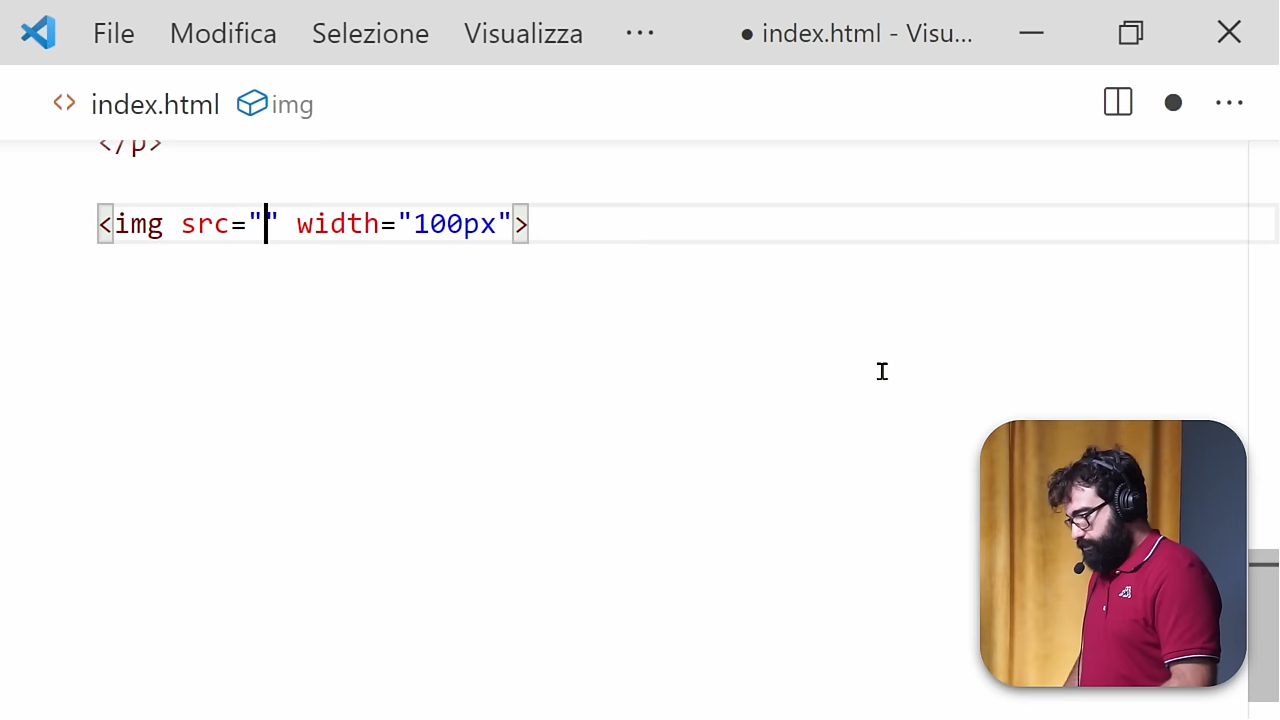 File Modifica Selezione Visualizza ··· ● index.html - Visu...
<> index.html img ···
</p>
<img src="" width="100px">